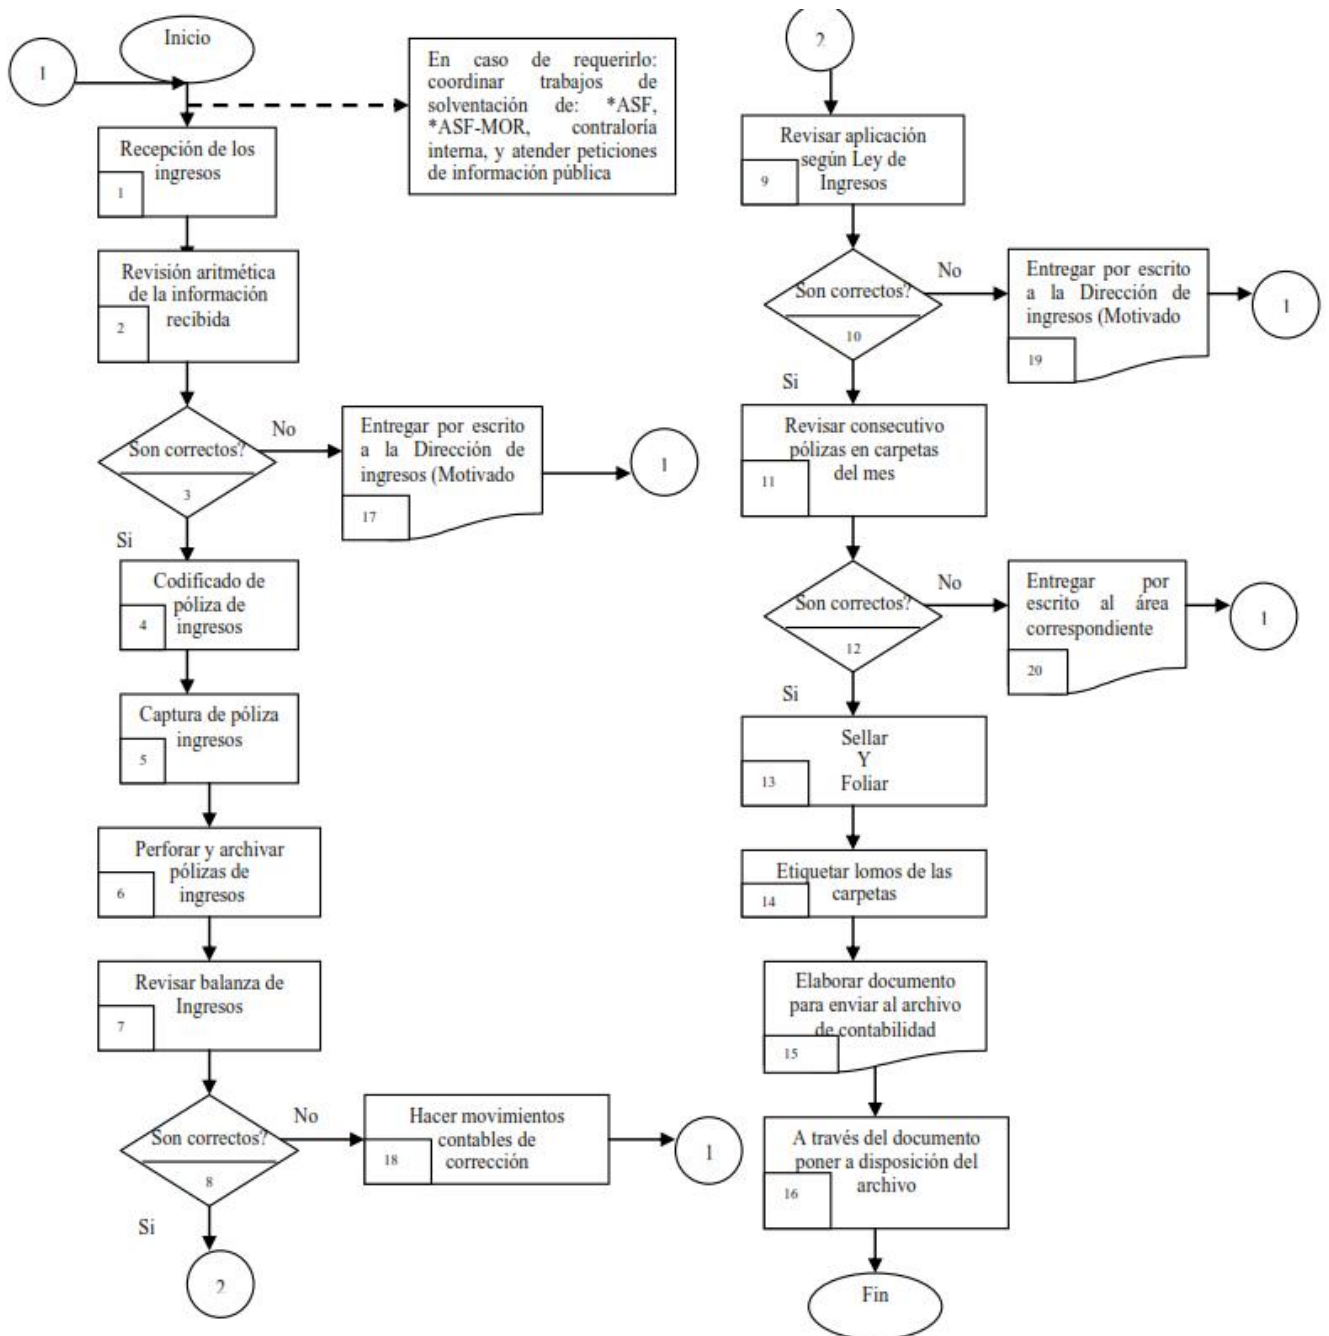 Inicio
1
En caso de requerirlo:
coordinar trabajos de
solventación de: *ASF,
*ASF-MOR, contraloría
interna, y atender peticiones
de información pública
Recepción de los
ingresos
1
Revisión aritmética
de la información
recibida
2
Son correctos?
3
No
Entregar por escrito
a la Dirección de
ingresos (Motivado
17
1
Si
Codificado de
póliza de
ingresos
4
Captura de póliza
ingresos
5
Perforar y archivar
pólizas de
ingresos
6
Revisar balanza de
Ingresos
7
Son correctos?
8
No
Hacer movimientos
contables de
corrección
18
1
Si
2
2
Revisar aplicación
según Ley de
Ingresos
9
Son correctos?
10
No
Entregar por escrito
a la Dirección de
ingresos (Motivado
19
1
Si
Revisar consecutivo
pólizas en carpetas
del mes
11
Son correctos?
12
No
Entregar por
escrito al área
correspondiente
20
1
Si
Sellar
Y
Foliar
13
Etiquetar lomos de las
carpetas
14
Elaborar documento
para enviar al archivo
de contabilidad
15
A través del documento
poner a disposición del
archivo
16
Fin